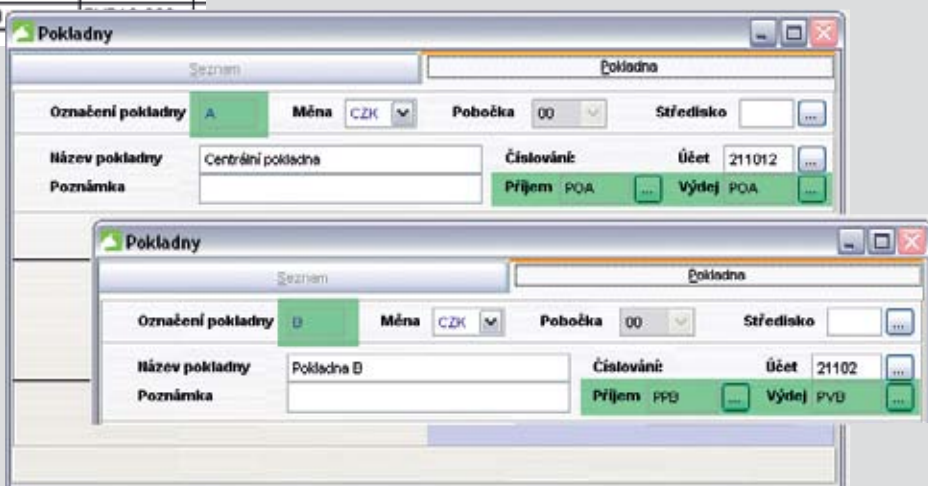 Pokladny
Seznam Pokladna
Označení pokladny A Měna CZK Pobočka 00 Středisko ...
Název pokladny Centrální pokladna Číslování: Účet 211012 ...
Poznámka Příjem POA ... Výdej POA ...
Pokladny
Seznam Pokladna
Označení pokladny B Měna CZK Pobočka 00 Středisko ...
Název pokladny Pokladna B Číslování: Účet 21102 ...
Poznámka Příjem PPB ... Výdej PVB ...